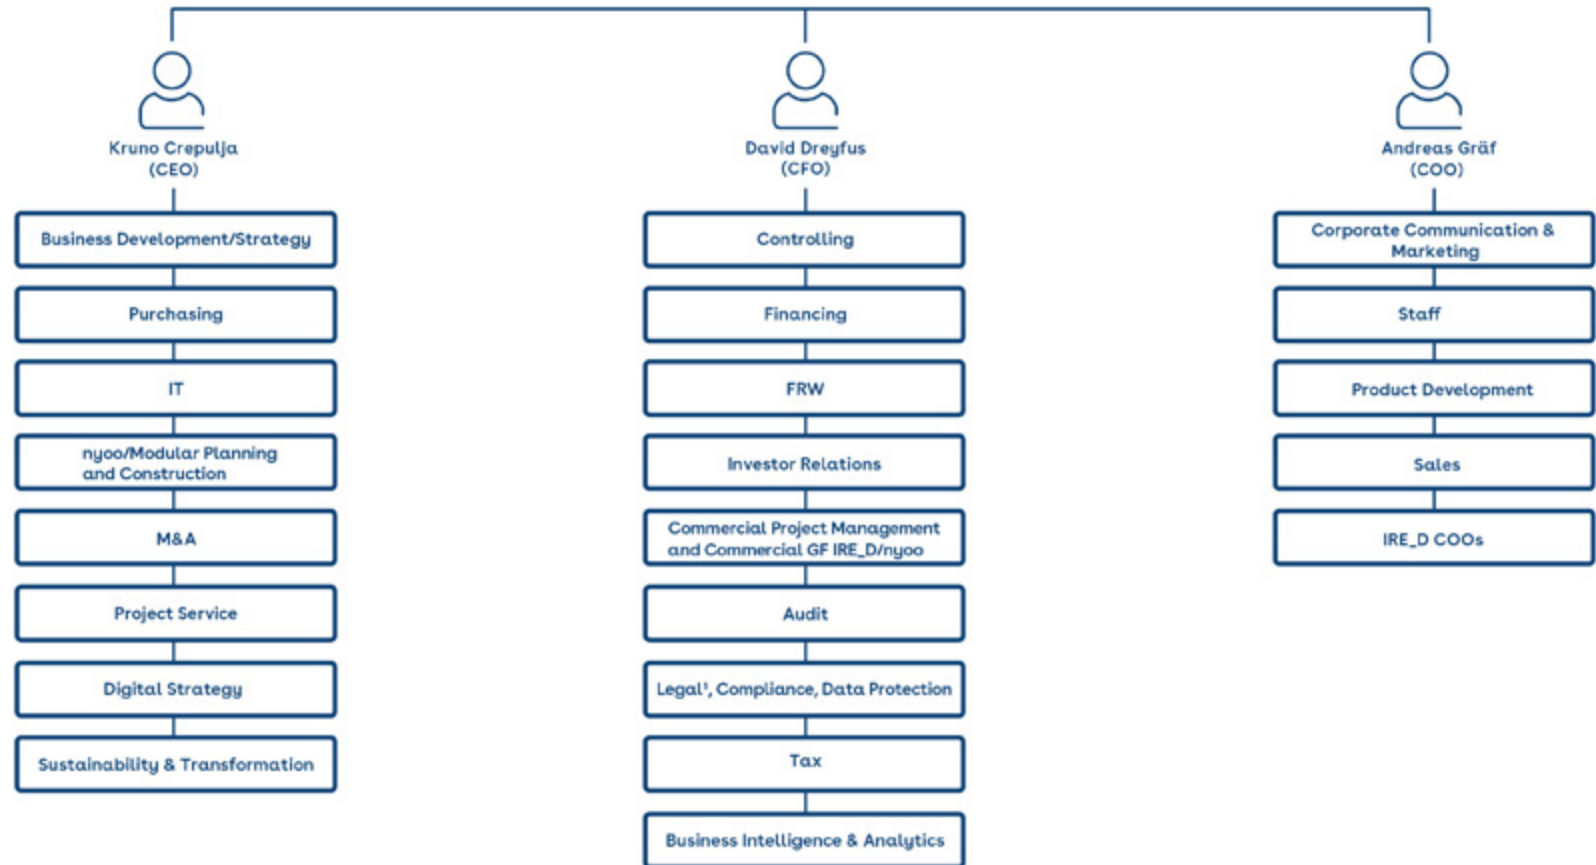 Kruno Crepulja
(CEO)
Business Development/Strategy
Purchasing
IT
nyoo/Modular Planning
and Construction
M&A
Project Service
Digital Strategy
Sustainability & Transformation
David Dreyfus
(CFO)
Controlling
Financing
FRW
Investor Relations
Commercial Project Management
and Commercial GF IRE_D/nyoo
Audit
Legal¹, Compliance, Data Protection
Tax
Business Intelligence & Analytics
Andreas Gräf
(COO)
Corporate Communication &
Marketing
Staff
Product Development
Sales
IRE_D COOs